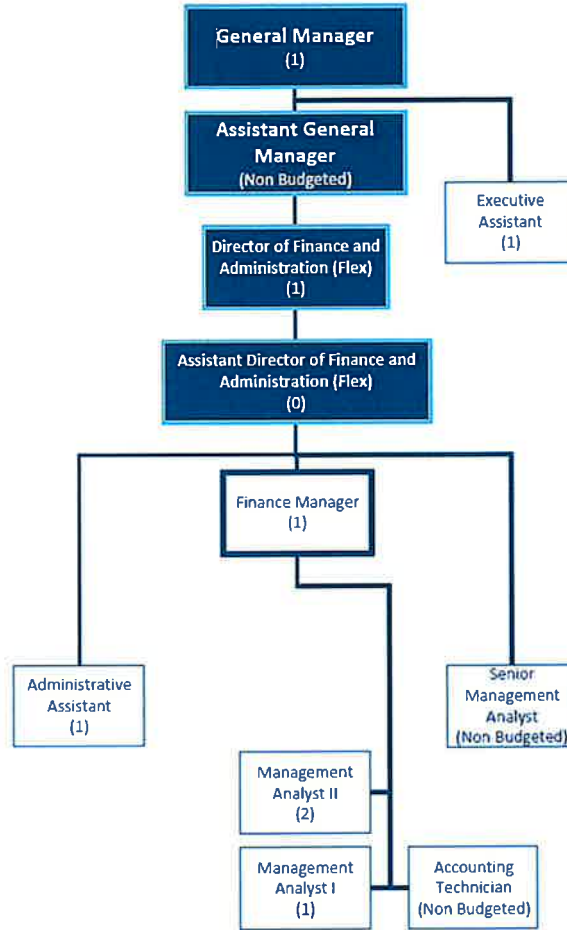 General Manager
(1)
Assistant General
Manager
(Non Budgeted)
Executive
Assistant
(1)
Director of Finance and
Administration (Flex)
(1)
Assistant Director of Finance and
Administration (Flex)
(0)
Finance Manager
(1)
Administrative
Assistant
(1)
Senior
Management
Analyst
(Non Budgeted)
Management
Analyst II
(2)
Management
Analyst I
(1)
Accounting
Technician
(Non Budgeted)